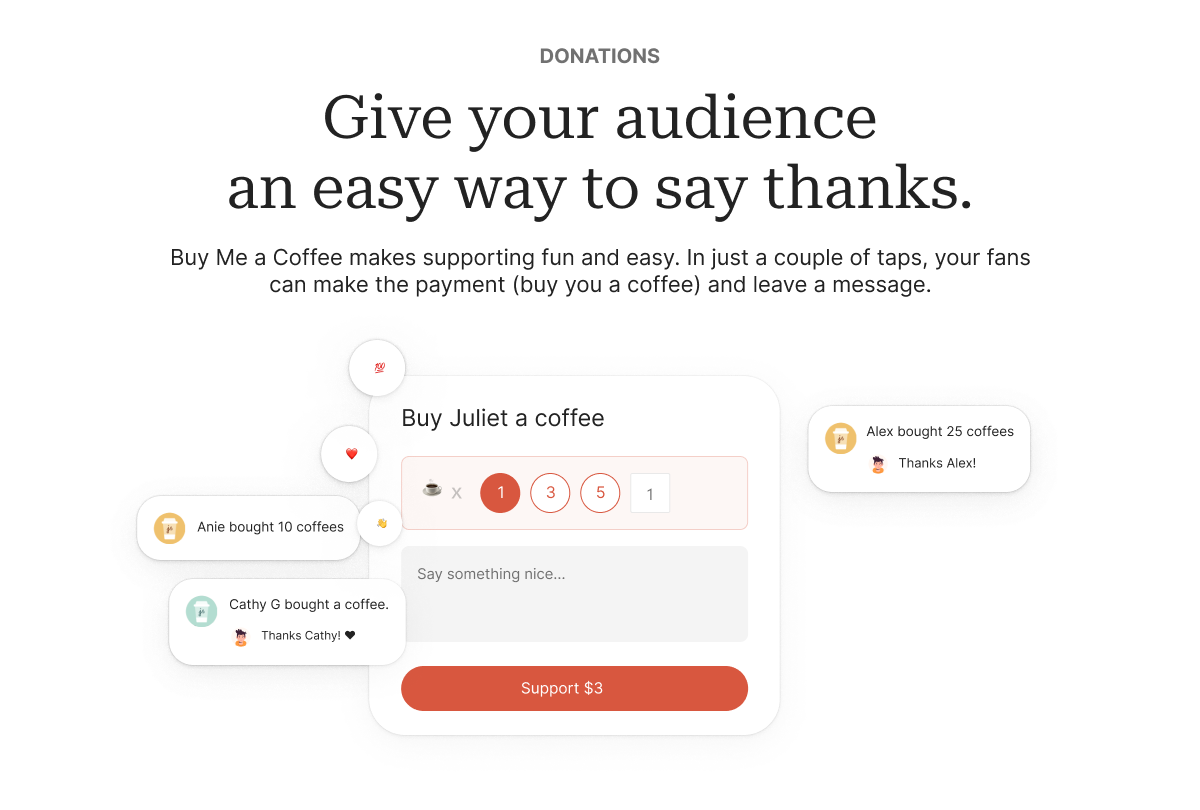 DONATIONS
Give your audience
an easy way to say thanks.
Buy Me a Coffee makes supporting fun and easy. In just a couple of taps, your fans
can make the payment (buy you a coffee) and leave a message.
💯
Buy Juliet a coffee
❤️
☕ x 1 3 5 1
👋
Say something nice...
Support $3
Anie bought 10 coffees
Cathy G bought a coffee.
Thanks Cathy! ♥
Alex bought 25 coffees
Thanks Alex!